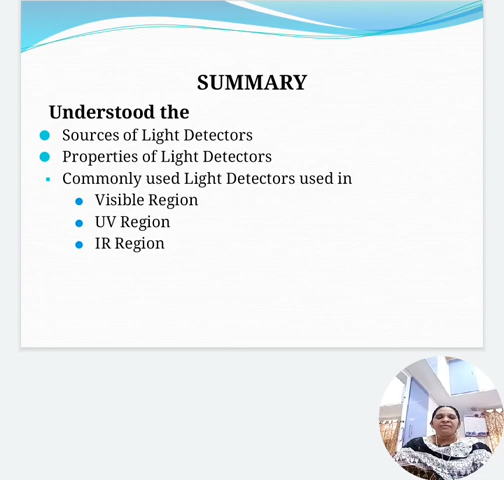 SUMMARY
Understood the
Sources of Light Detectors
Properties of Light Detectors
Commonly used Light Detectors used in
Visible Region
UV Region
IR Region